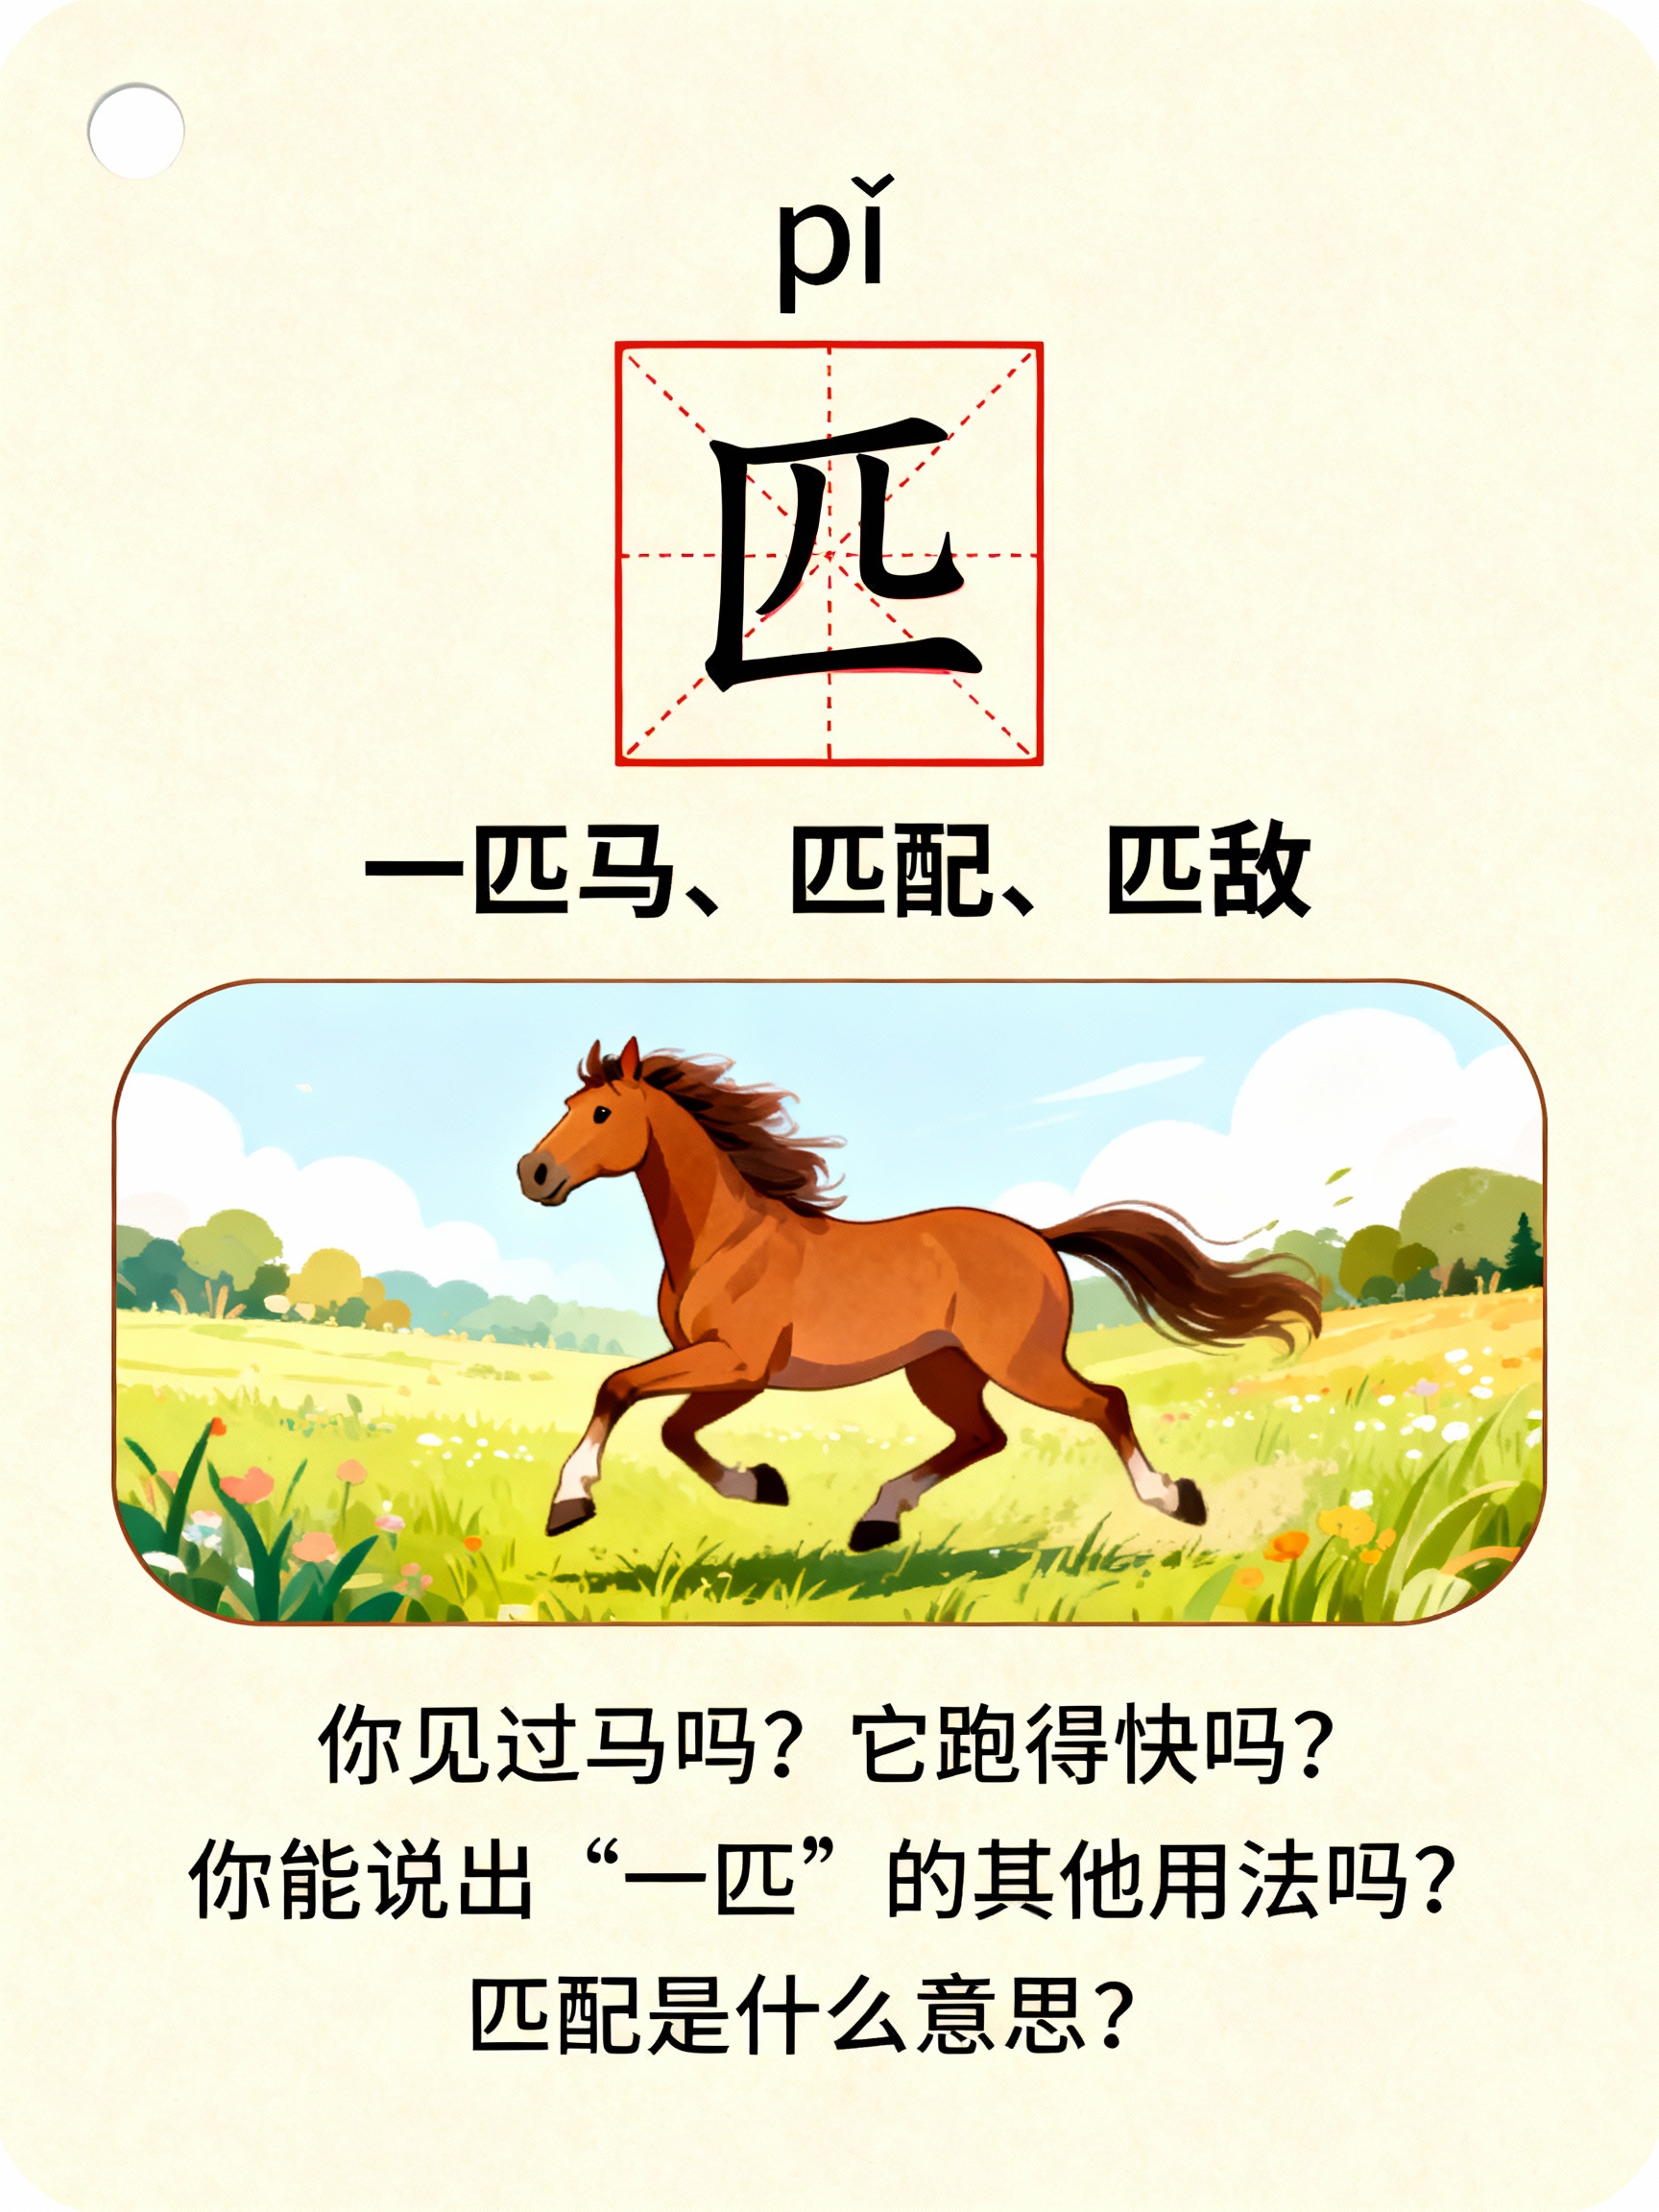 pǐ
匹
一匹马、匹配、匹敌
你见过马吗？它跑得快吗？
你能说出“一匹”的其他用法吗？
匹配是什么意思？